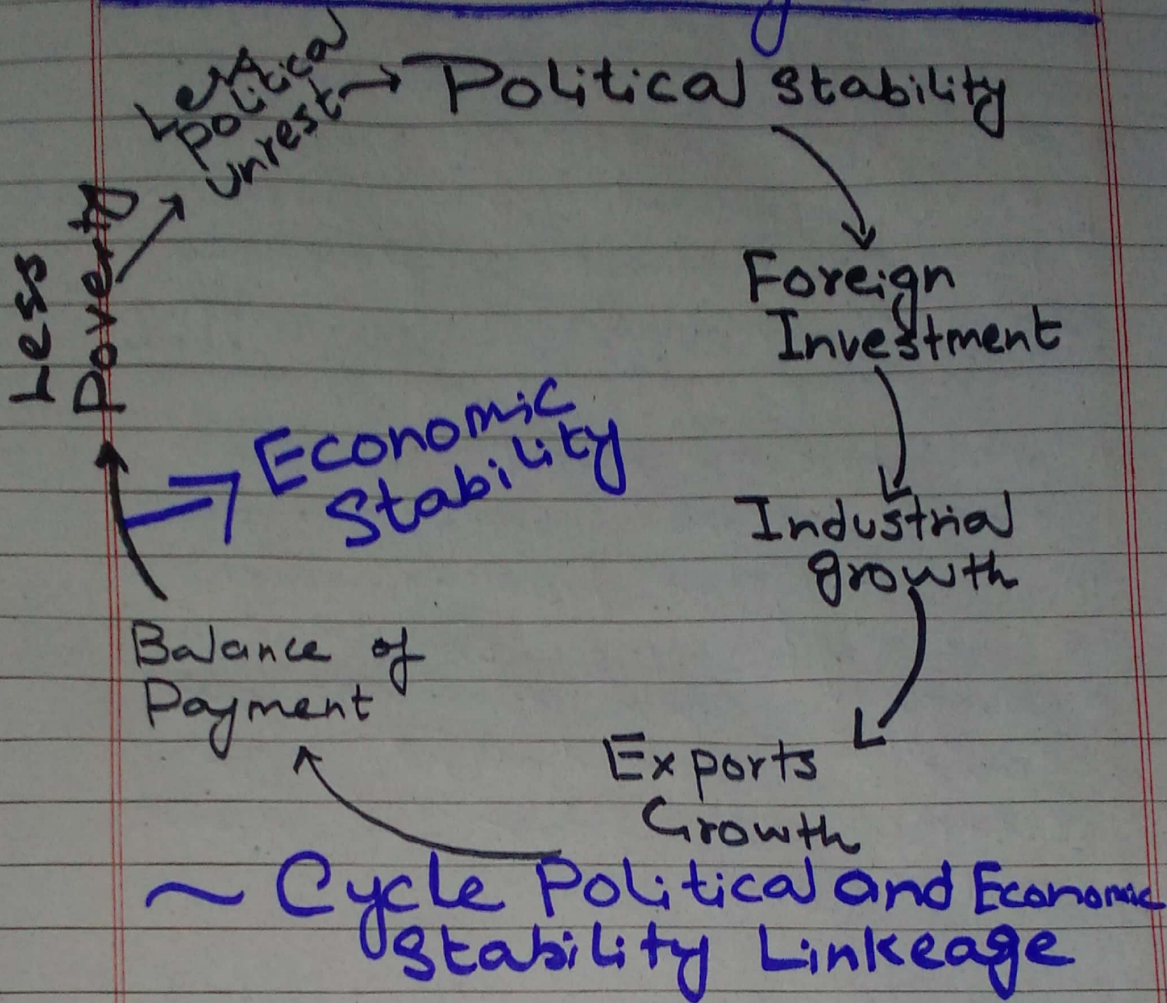 Less
Political
Unrest
Political Stability
Foreign
Investment
Industrial
growth
Exports
Growth
Balance of
Payment
Economic
Stability
Less
Poverty
~ Cycle Political and Economic
Stability Linkeage